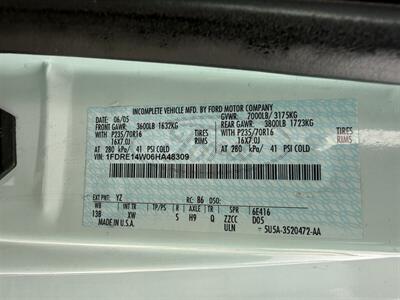 INCOMPLETE VEHICLE MFD. BY FORD MOTOR COMPANY
DATE: 06/05 GVWR: 7000LB/ 3175KG
FRONT GAWR: 3600LB 1632KG REAR GAWR: 3800LB 1723KG
WITH P235/70R16 TIRES WITH P235/70R16 TIRES
16X7.0J RIMS 16X7.0J RIMS
AT 280 kPa/ 41 PSI COLD AT 280 kPa/ 41 PSI COLD
VIN: 1FDRE14W06HA48309
EXT PNT: YZ RC: B6 DSO:
WB INT TR TP/PS R AXLE TR SPR 6E416
138 XW S H9 Q ZZCC D05
MADE IN U.S.A. ULN 5U5A-3520472-AA